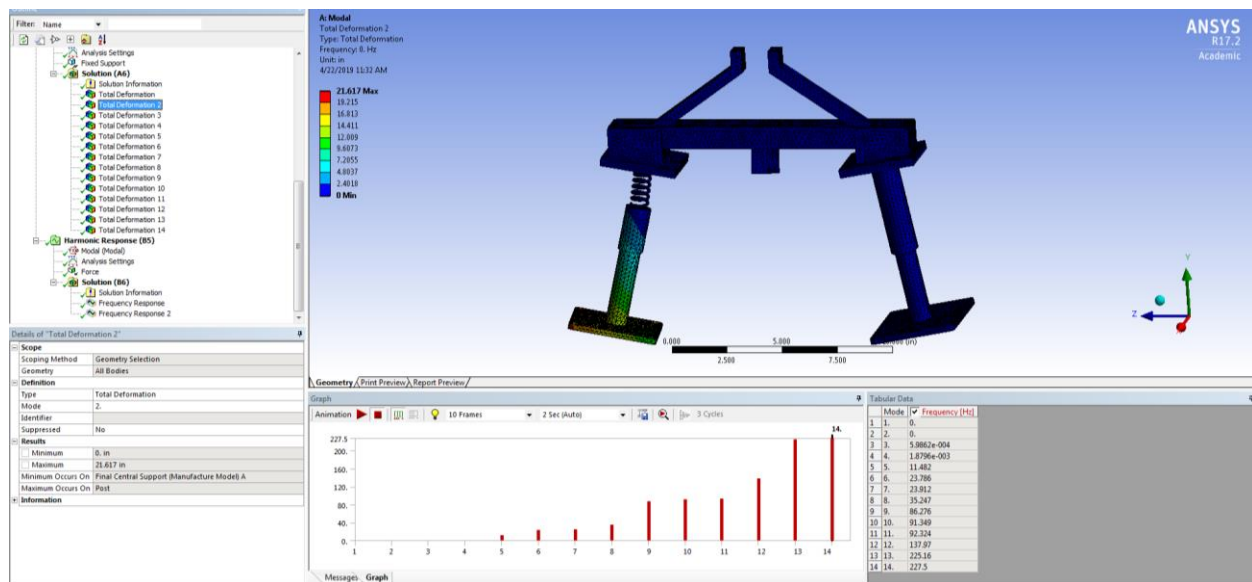 Filter: Name
Analysis Settings
Fixed Support
Solution (A6)
Solution Information
Total Deformation
Total Deformation 2
Total Deformation 3
Total Deformation 4
Total Deformation 5
Total Deformation 6
Total Deformation 7
Total Deformation 8
Total Deformation 9
Total Deformation 10
Total Deformation 11
Total Deformation 12
Total Deformation 13
Total Deformation 14
Harmonic Response (B5)
Modal (Modal)
Analysis Settings
Force
Solution (B6)
Solution Information
Frequency Response
Frequency Response 2
Details of "Total Deformation 2"
Scope
Scoping Method Geometry Selection
Geometry All Bodies
Definition
Type Total Deformation
Mode 2.
Identifier
Suppressed No
Results
Minimum 0. in
Maximum 21.617 in
Minimum Occurs On Final Central Support (Manufacture Model) A
Maximum Occurs On Post
Information
A: Modal
Total Deformation 2
Type: Total Deformation
Frequency: 0. Hz
Unit: in
4/22/2019 11:32 AM
21.617 Max
19.215
16.813
14.411
12.009
9.6073
7.2055
4.8037
2.4018
0 Min
ANSYS
R17.2
Academic
Y
Z
0.000 5.000 (in)
2.500 7.500
Geometry Print Preview Report Preview
Graph
Animation 10 Frames 2 Sec (Auto) 3 Cycles
14.
227.5
200.
160.
120.
80.
40.
0.
1 2 3 4 5 6 7 8 9 10 11 12 13 14
Messages Graph
Tabular Data
Mode Frequency [Hz]
1 1. 0.
2 2. 0.
3 3. 5.9862e-004
4 4. 1.8796e-003
5 5. 11.482
6 6. 23.786
7 7. 23.912
8 8. 35.247
9 9. 86.276
10 10. 91.349
11 11. 92.324
12 12. 137.97
13 13. 225.16
14 14. 227.5